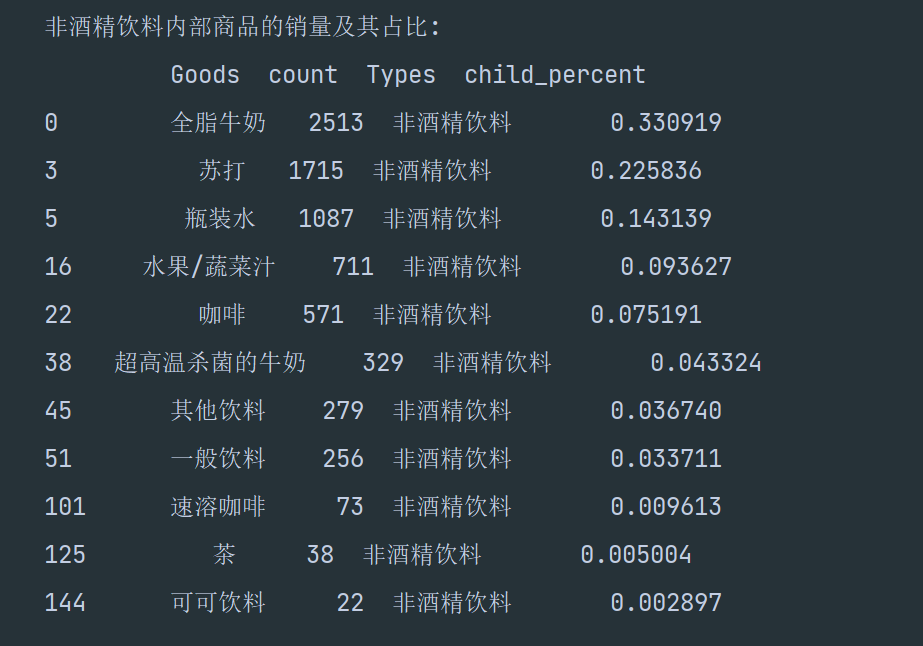 非酒精饮料内部商品的销量及其占比:
Goods count Types child_percent
0 全脂牛奶 2513 非酒精饮料 0.330919
3 苏打 1715 非酒精饮料 0.225836
5 瓶装水 1087 非酒精饮料 0.143139
16 水果/蔬菜汁 711 非酒精饮料 0.093627
22 咖啡 571 非酒精饮料 0.075191
38 超高温杀菌的牛奶 329 非酒精饮料 0.043324
45 其他饮料 279 非酒精饮料 0.036740
51 一般饮料 256 非酒精饮料 0.033711
101 速溶咖啡 73 非酒精饮料 0.009613
125 茶 38 非酒精饮料 0.005004
144 可可饮料 22 非酒精饮料 0.002897